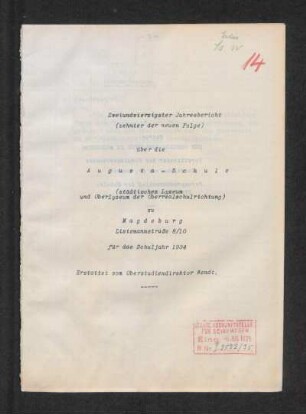 14
Zweiundvierzigster Jahresbericht
(zehnter der neuen Folge)
über die
Augusta-Schule
(städtisches Lyzeum
und Oberlyzeum der Oberrealschulrichtung)
zu
Magdeburg
Listemannstraße 8/10
für das Schuljahr 1934
Erstattet vom Oberstudiendirektor
-----